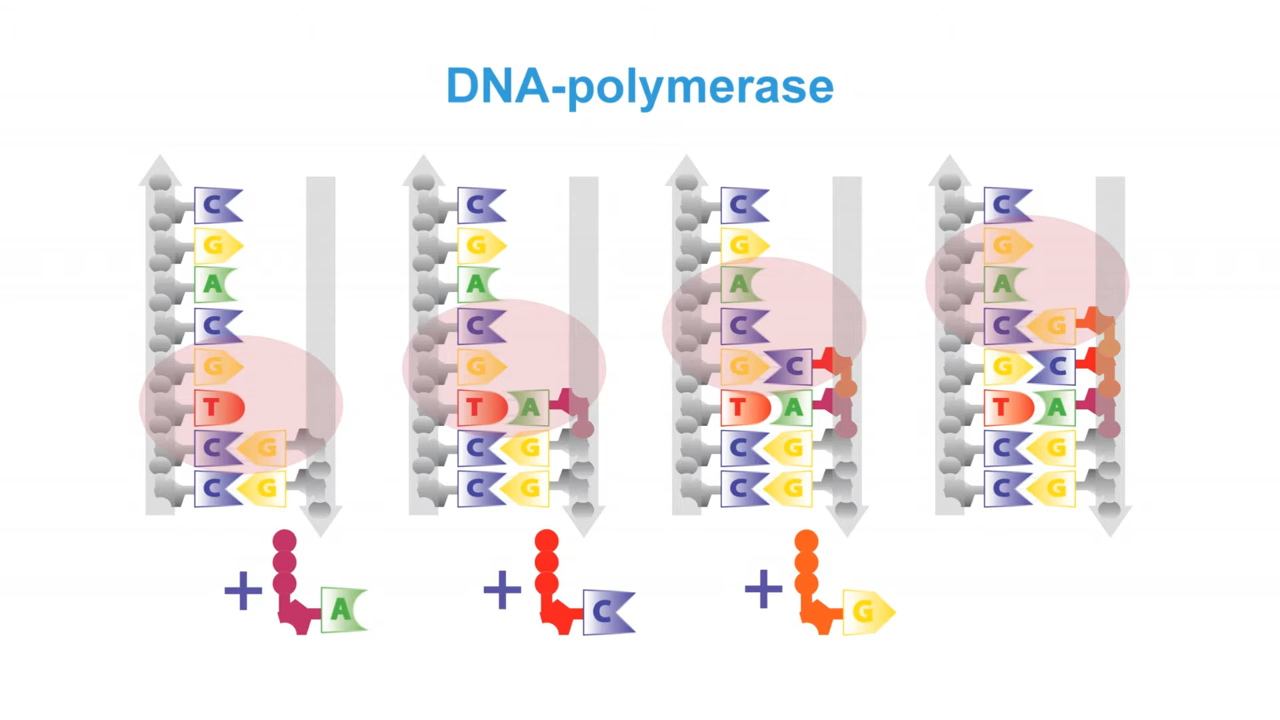 DNA-polymerase
C C C C
G G G G
A A A A
C C C C G
G G G C G C
T T A T A T A
C G C G C G C G
C G C G C G C G
+ A + C + G